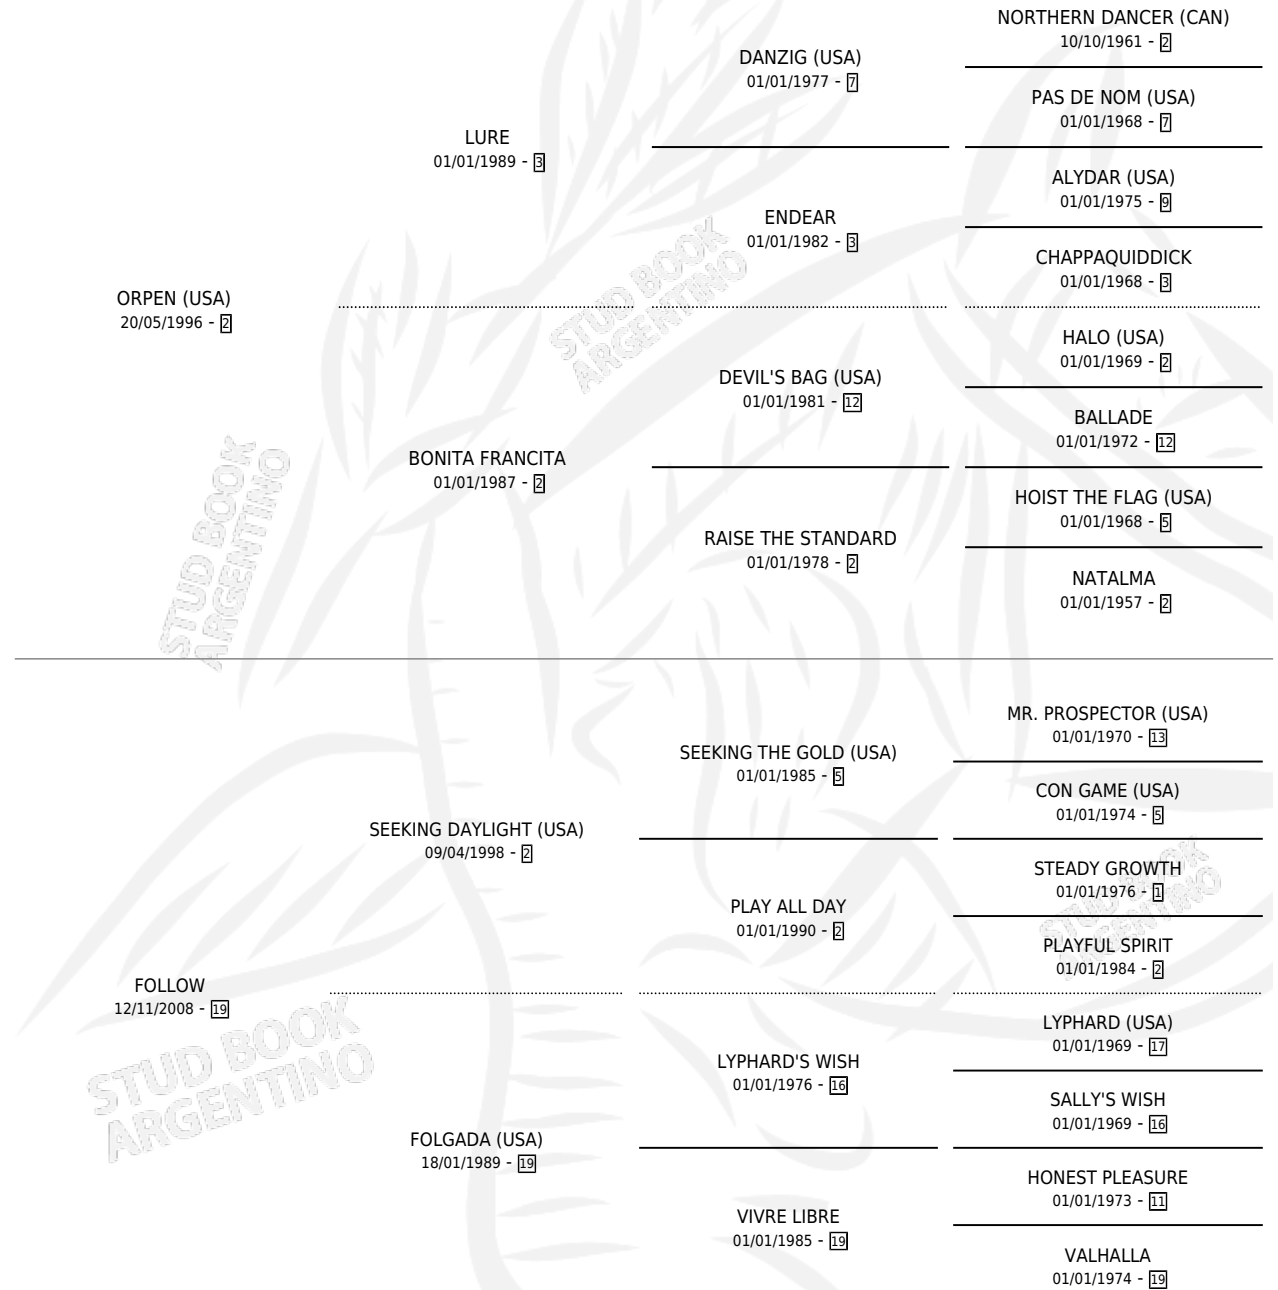 NORTHERN DANCER (CAN)
10/10/1961 - 2
DANZIG (USA)
01/01/1977 - 7
PAS DE NOM (USA)
01/01/1968 - 7
LURE
01/01/1989 - 3
ALYDAR (USA)
01/01/1975 - 9
ENDEAR
01/01/1982 - 3
CHAPPAQUIDDICK
01/01/1968 - 3
ORPEN (USA)
20/05/1996 - 2
HALO (USA)
01/01/1969 - 2
DEVIL'S BAG (USA)
01/01/1981 - 12
BALLADE
01/01/1972 - 12
BONITA FRANCITA
01/01/1987 - 2
HOIST THE FLAG (USA)
01/01/1968 - 5
RAISE THE STANDARD
01/01/1978 - 2
NATALMA
01/01/1957 - 2
MR. PROSPECTOR (USA)
01/01/1970 - 13
SEEKING THE GOLD (USA)
01/01/1985 - 5
CON GAME (USA)
01/01/1974 - 5
SEEKING DAYLIGHT (USA)
09/04/1998 - 2
STEADY GROWTH
01/01/1976 - 1
PLAY ALL DAY
01/01/1990 - 2
PLAYFUL SPIRIT
01/01/1984 - 2
FOLLOW
12/11/2008 - 19
LYPHARD (USA)
01/01/1969 - 17
LYPHARD'S WISH
01/01/1976 - 16
SALLY'S WISH
01/01/1969 - 16
FOLGADA (USA)
18/01/1989 - 19
HONEST PLEASURE
01/01/1973 - 11
VIVRE LIBRE
01/01/1985 - 19
VALHALLA
01/01/1974 - 19
STUD BOOK
ARGENTINO
STUD BOOK
ARGENTINO
STUD BOOK
ARGENTINO
STUD BOOK
ARGENTINO